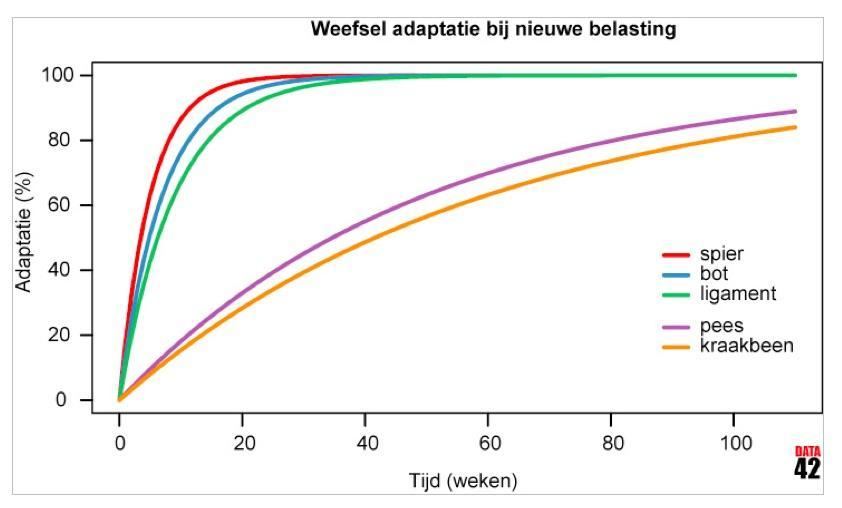 Weefsel adaptatie bij nieuwe belasting
Adaptatie (%)
100
80
60
40
20
0
spier
bot
ligament
pees
kraakbeen
0 20 40 60 80 100
Tijd (weken)
DATA
42